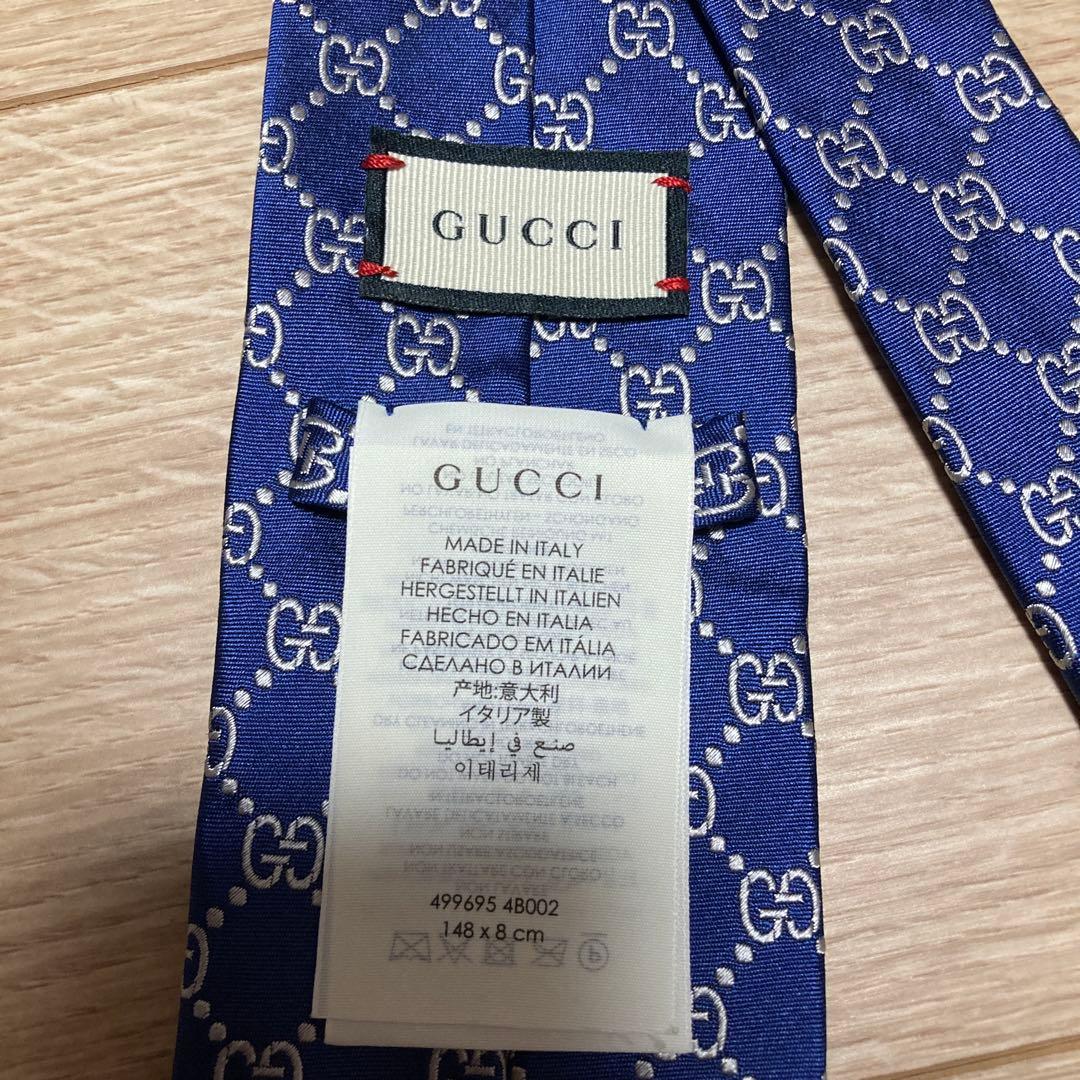 GUCCI
GUCCI
MADE IN ITALY
FABRIQUÉ EN ITALIE
HERGESTELLT IN ITALIEN
HECHO EN ITALIA
FABRICADO EM ITÁLIA
СДЕЛАНО В ИТАЛИИ
产地:意大利
イタリア製
صنع في إيطاليا
이태리제
499695 4B002
148 x 8 cm